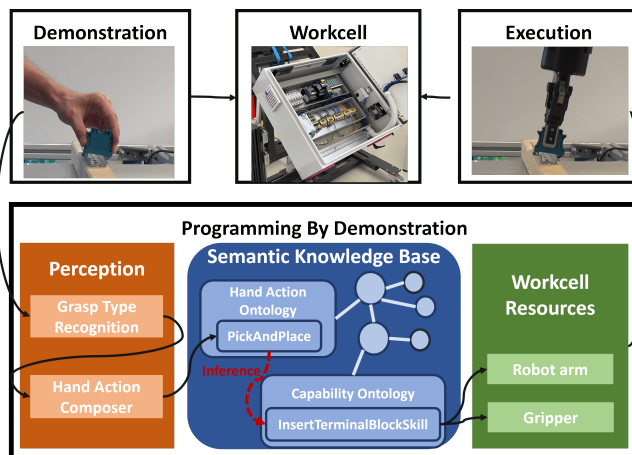 Demonstration
Workcell
Execution
Programming By Demonstration
Perception
Grasp Type
Recognition
Hand Action
Composer
Semantic Knowledge Base
Hand Action
Ontology
PickAndPlace
Inference
Capability Ontology
InsertTerminalBlockSkill
Workcell
Resources
Robot arm
Gripper